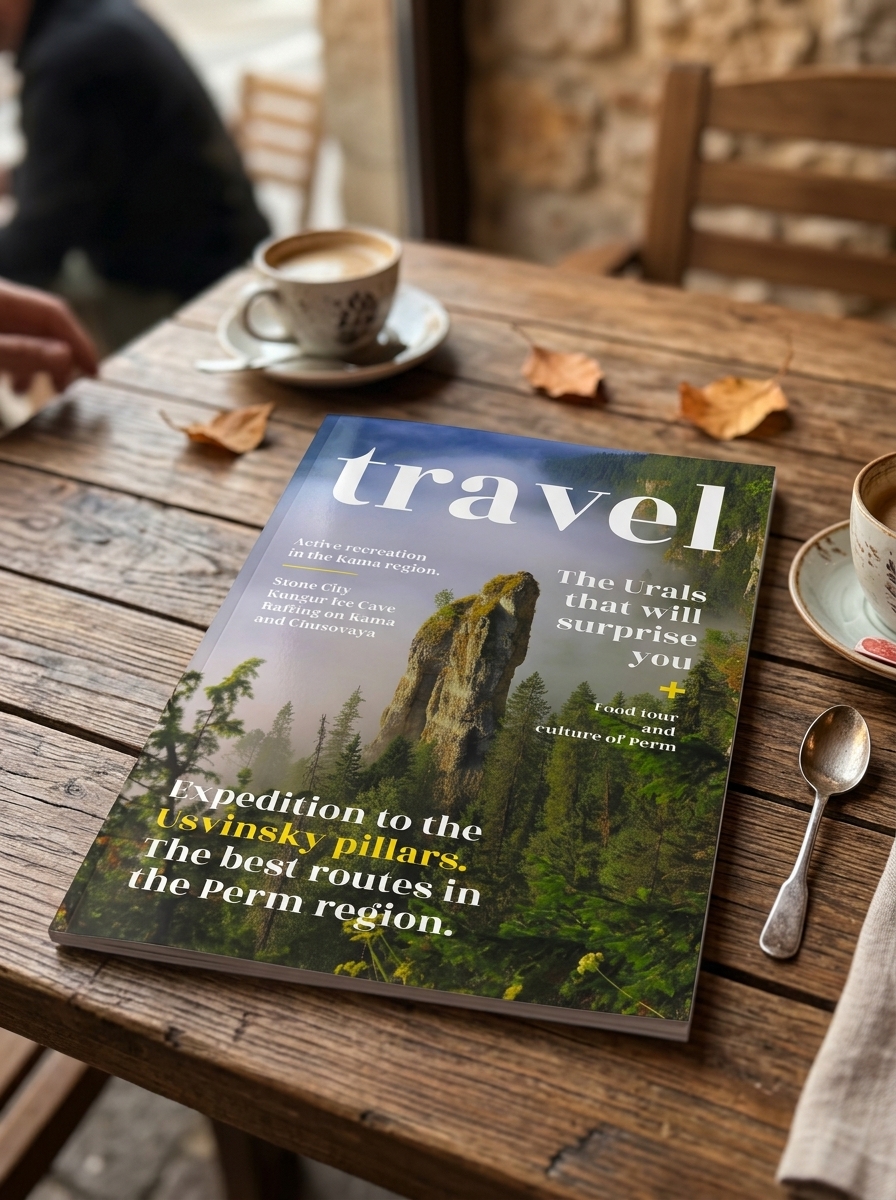 travel
Active recreation
in the Kama region.
Stone City
Kungur Ice Cave
Rafting on Kama
and Chusovaya
The Urals
that will
surprise
you
+
Food tour
and
culture of Perm
Expedition to the
Usvinsky pillars.
The best routes in
the Perm region.